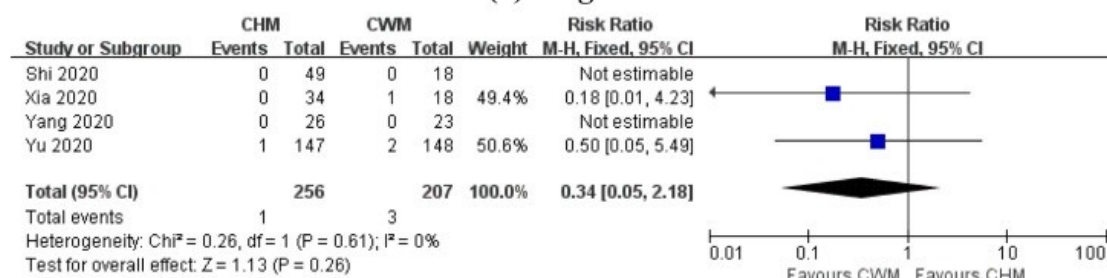 CHM CWM Risk Ratio Risk Ratio
Study or Subgroup Events Total Events Total Weight M-H, Fixed, 95% CI M-H, Fixed, 95% CI
Shi 2020 0 49 0 18 Not estimable
Xia 2020 0 34 1 18 49.4% 0.18 [0.01, 4.23]
Yang 2020 0 26 0 23 Not estimable
Yu 2020 1 147 2 148 50.6% 0.50 [0.05, 5.49]
Total (95% CI) 256 207 100.0% 0.34 [0.05, 2.18]
Total events 1 3
Heterogeneity: Chi² = 0.26, df = 1 (P = 0.61); I² = 0%
Test for overall effect: Z = 1.13 (P = 0.26)
0.01 0.1 1 10 100
Favours CWM Favours CHM